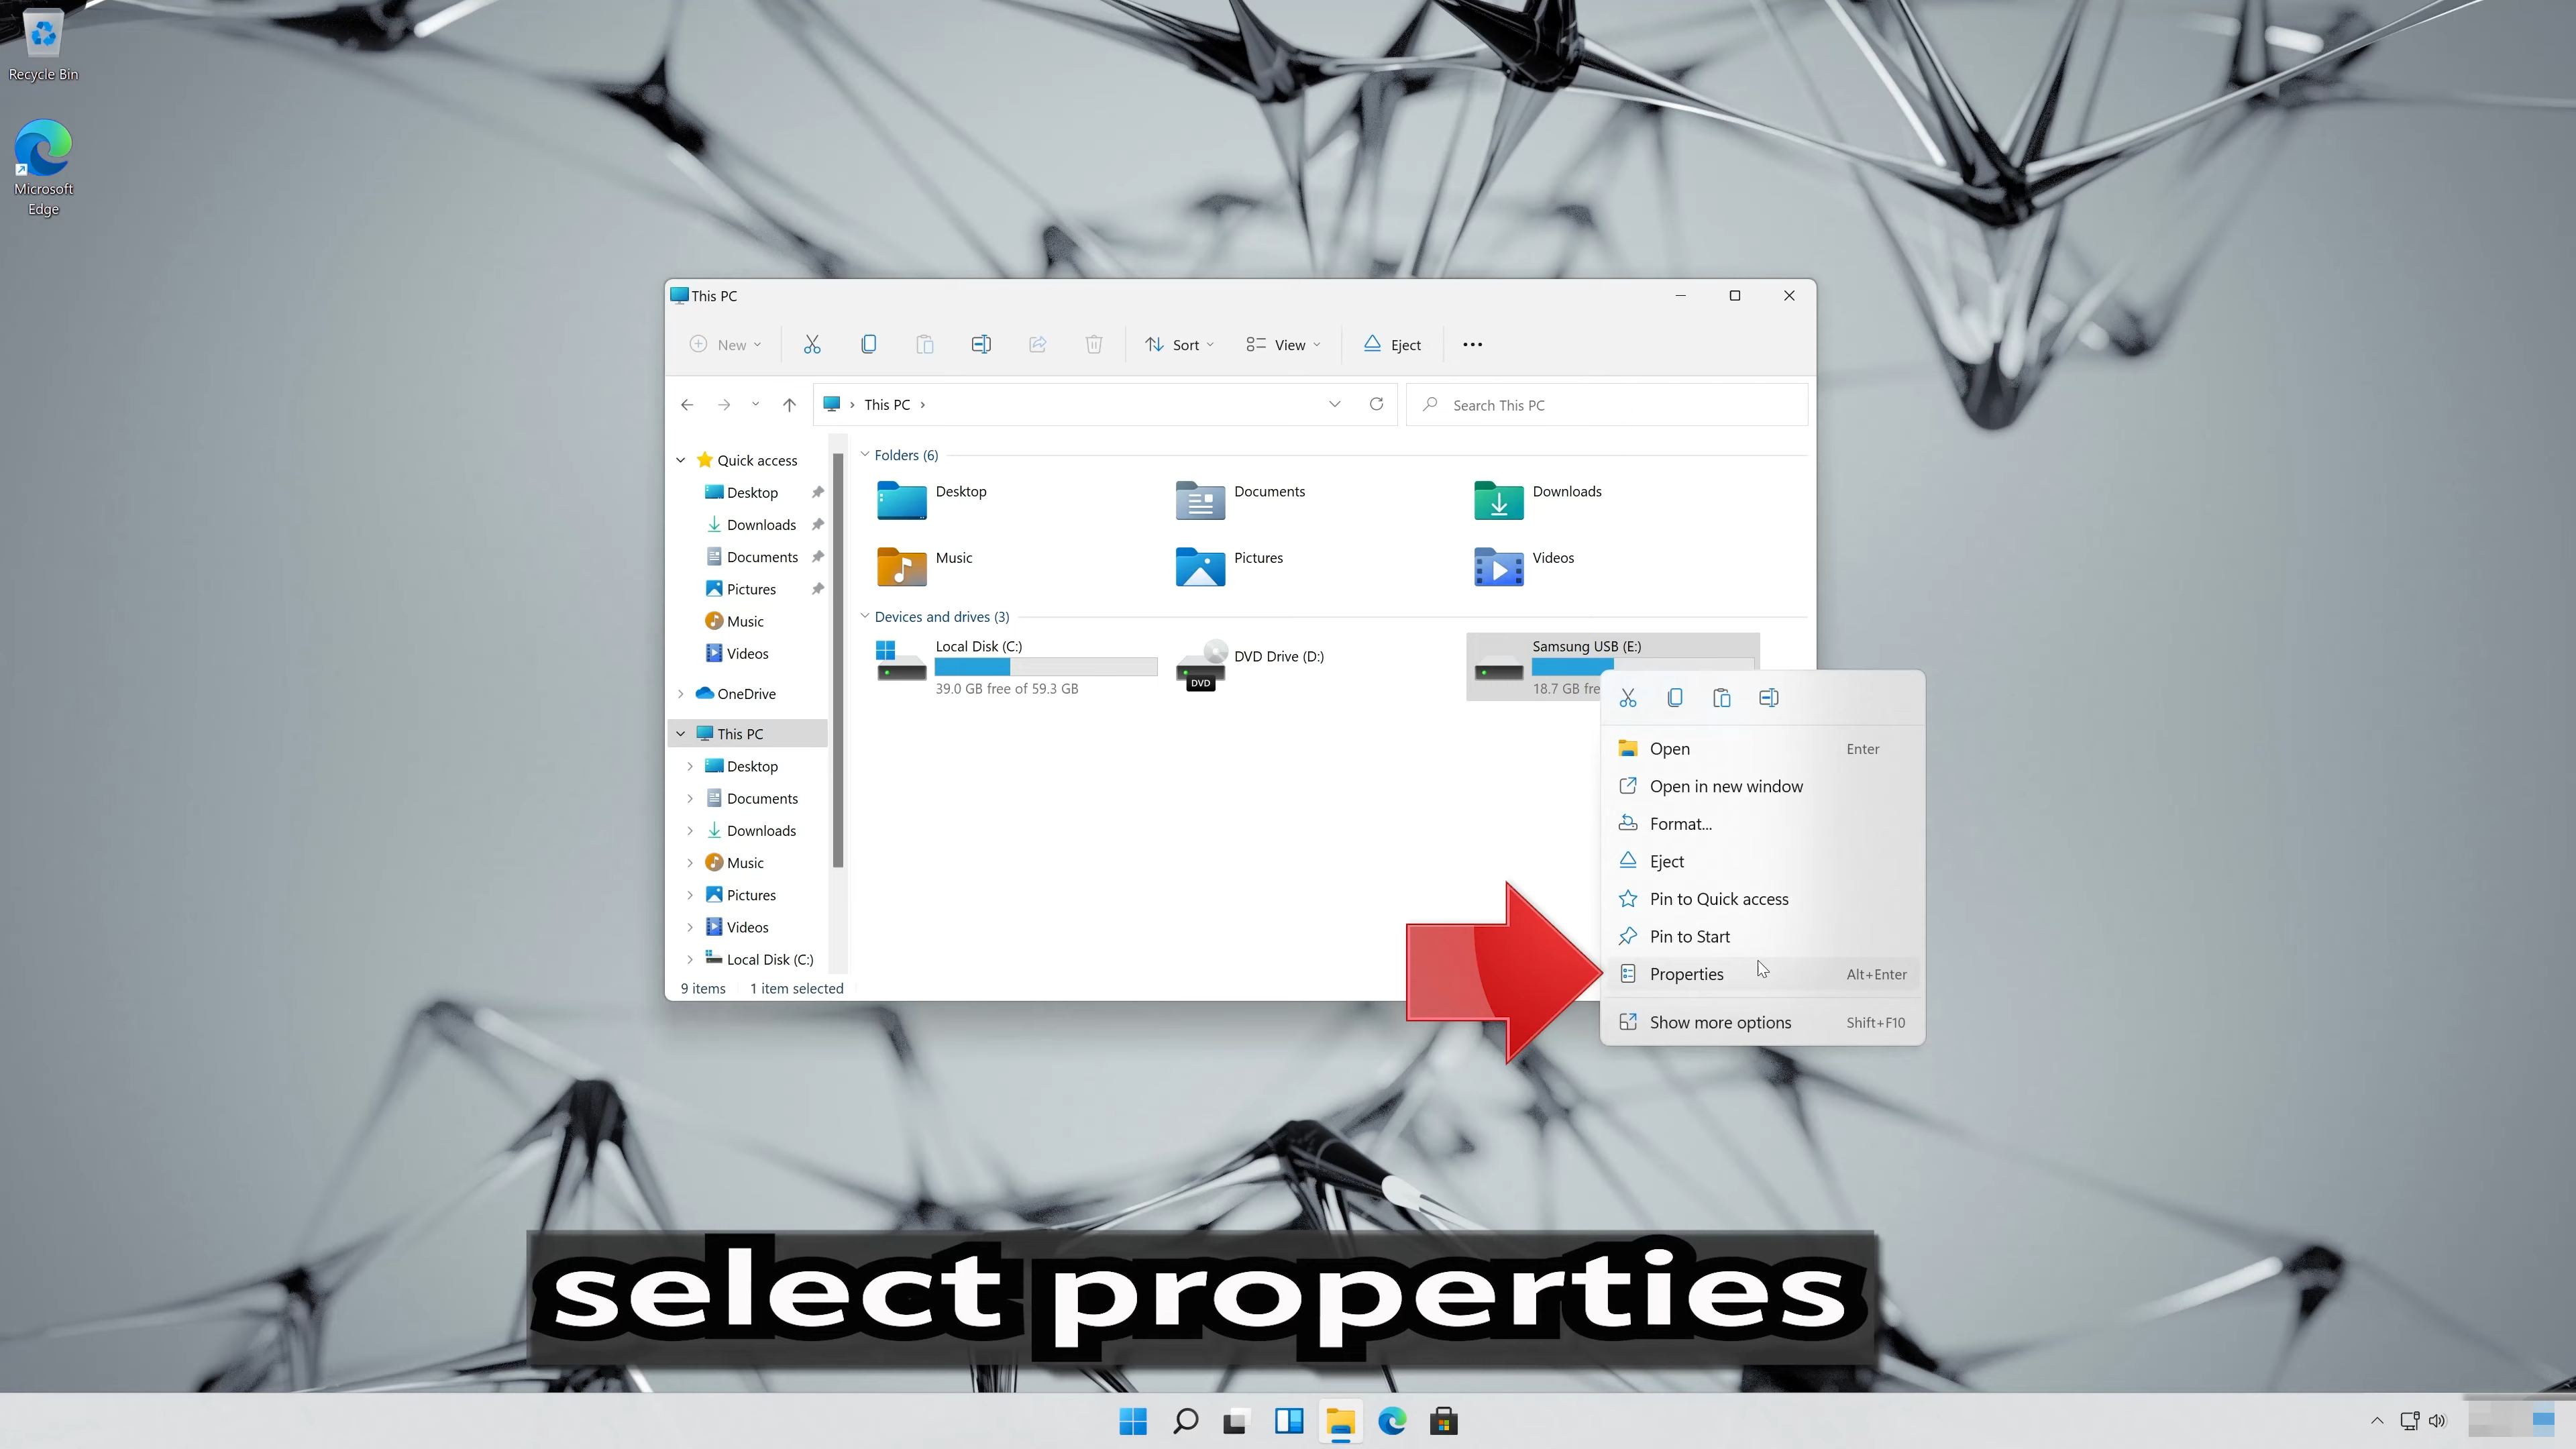 Recycle Bin
Microsoft
Edge
This PC
New
Sort
View
Eject
This PC
Search This PC
Quick access
Desktop
Downloads
Documents
Pictures
Music
Videos
OneDrive
This PC
Desktop
Documents
Downloads
Music
Pictures
Videos
Local Disk (C:)
Folders (6)
Desktop
Documents
Downloads
Music
Pictures
Videos
Devices and drives (3)
Local Disk (C:)
39.0 GB free of 59.3 GB
DVD
DVD Drive (D:)
Samsung USB (E:)
18.7 GB fre
Open Enter
Open in new window
Format...
Eject
Pin to Quick access
Pin to Start
Properties Alt+Enter
Show more options Shift+F10
9 items 1 item selected
select properties